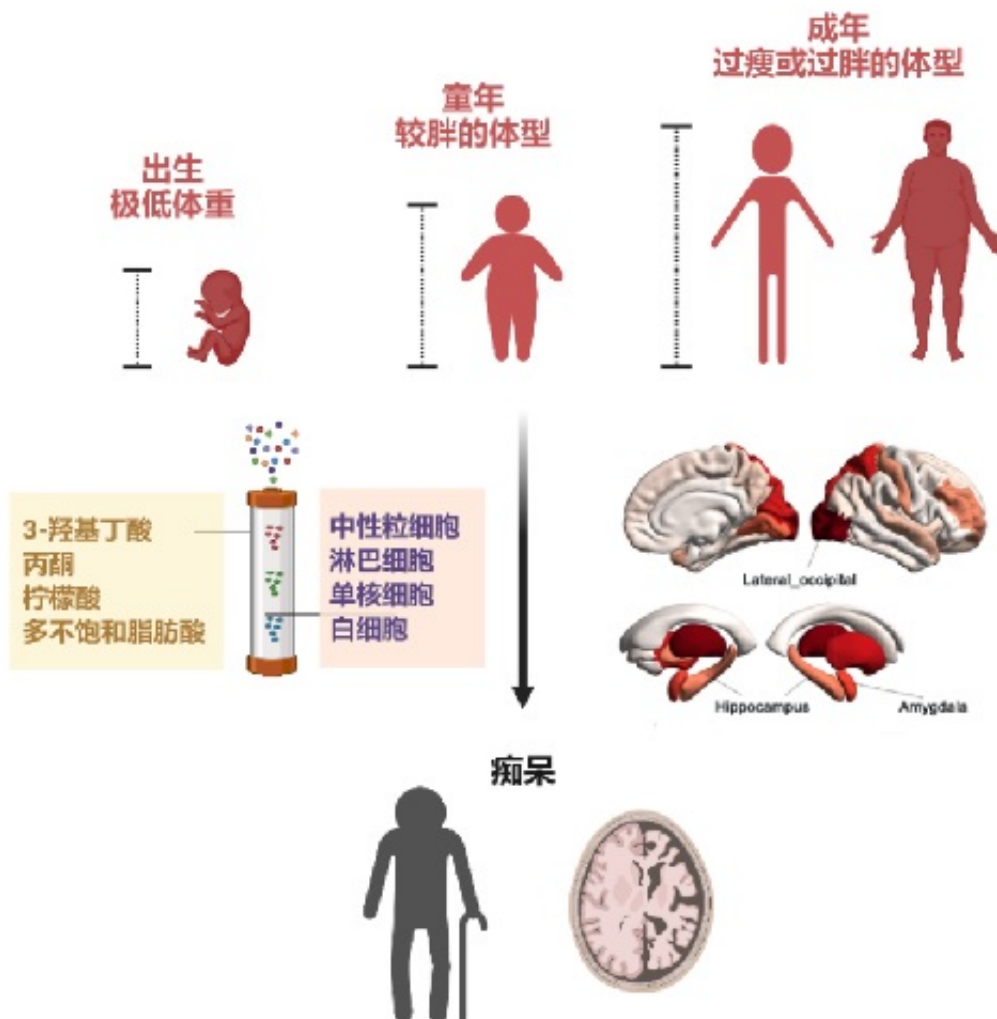 成年
过瘦或过胖的体型
童年
较胖的体型
出生
极低体重
3-羟基丁酸
丙酮
柠檬酸
多不饱和脂肪酸
中性粒细胞
淋巴细胞
单核细胞
白细胞
Lateral_occipital
Hippocampus
Amygdala
痴呆